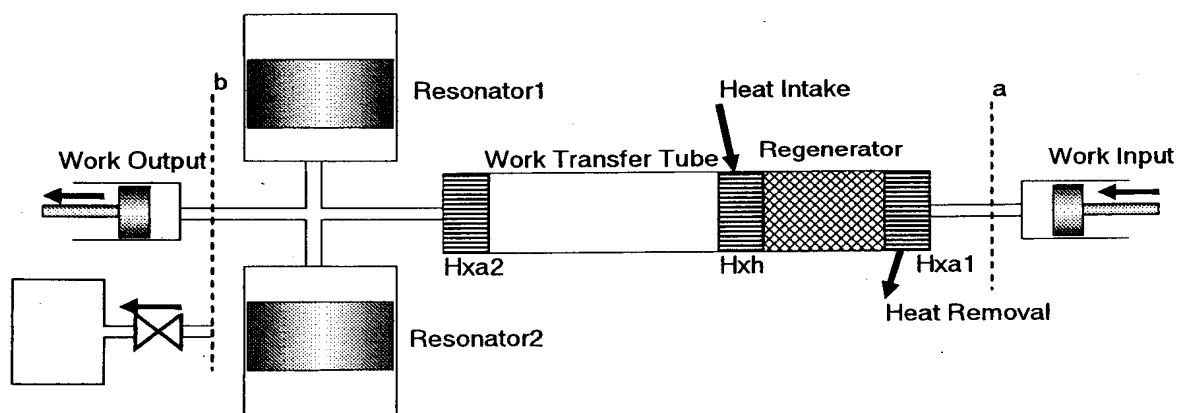 b
a
Resonator1
Heat Intake
Work Output
Work Transfer Tube
Regenerator
Work Input
Hxa2
Hxh
Hxa1
Heat Removal
Resonator2